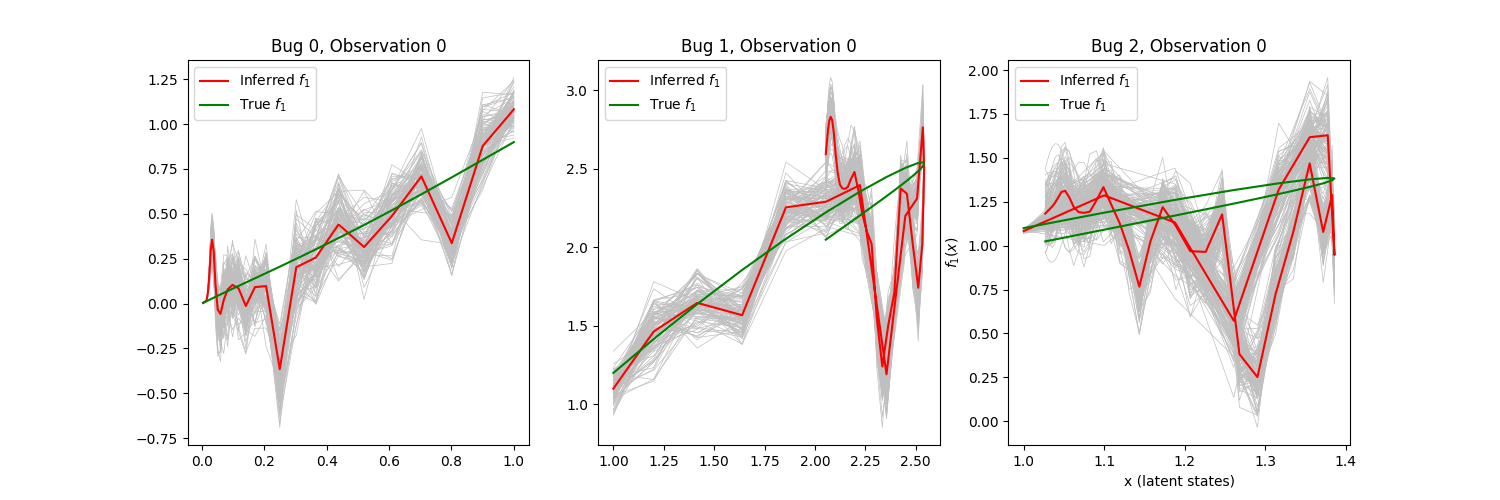 Bug 0, Observation 0
Inferred f₁
True f₁
1.25
1.00
0.75
0.50
0.25
0.00
−0.25
−0.50
−0.75
0.0 0.2 0.4 0.6 0.8 1.0
Bug 1, Observation 0
Inferred f₁
True f₁
3.0
2.5
2.0
1.5
1.0
1.00 1.25 1.50 1.75 2.00 2.25 2.50
Bug 2, Observation 0
Inferred f₁
True f₁
f₁(x)
2.00
1.75
1.50
1.25
1.00
0.75
0.50
0.25
0.00
1.0 1.1 1.2 1.3 1.4
x (latent states)